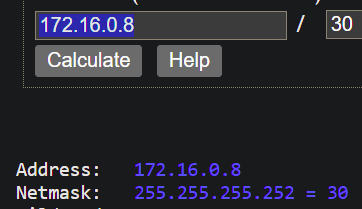 172.16.0.8 / 30
Calculate Help
Address: 172.16.0.8
Netmask: 255.255.255.252 = 30